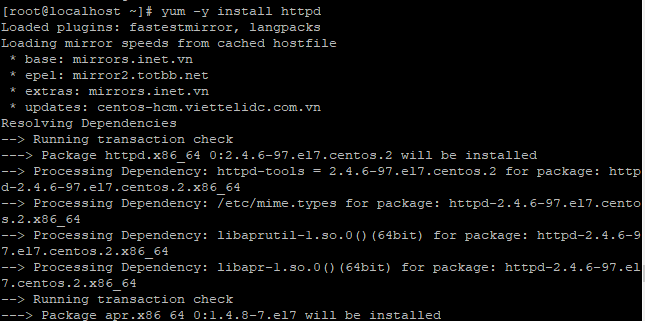 [root@localhost ~]# yum -y install httpd
Loaded plugins: fastestmirror, langpacks
Loading mirror speeds from cached hostfile
 * base: mirrors.inet.vn
 * epel: mirror2.totbb.net
 * extras: mirrors.inet.vn
 * updates: centos-hcm.viettelidc.com.vn
Resolving Dependencies
--> Running transaction check
---> Package httpd.x86_64 0:2.4.6-97.el7.centos.2 will be installed
--> Processing Dependency: httpd-tools = 2.4.6-97.el7.centos.2 for package: http
d-2.4.6-97.el7.centos.2.x86_64
--> Processing Dependency: /etc/mime.types for package: httpd-2.4.6-97.el7.cento
s.2.x86_64
--> Processing Dependency: libaprutil-1.so.0()(64bit) for package: httpd-2.4.6-9
7.el7.centos.2.x86_64
--> Processing Dependency: libapr-1.so.0()(64bit) for package: httpd-2.4.6-97.el
7.centos.2.x86_64
--> Running transaction check
---> Package apr.x86_64 0:1.4.8-7.el7 will be installed